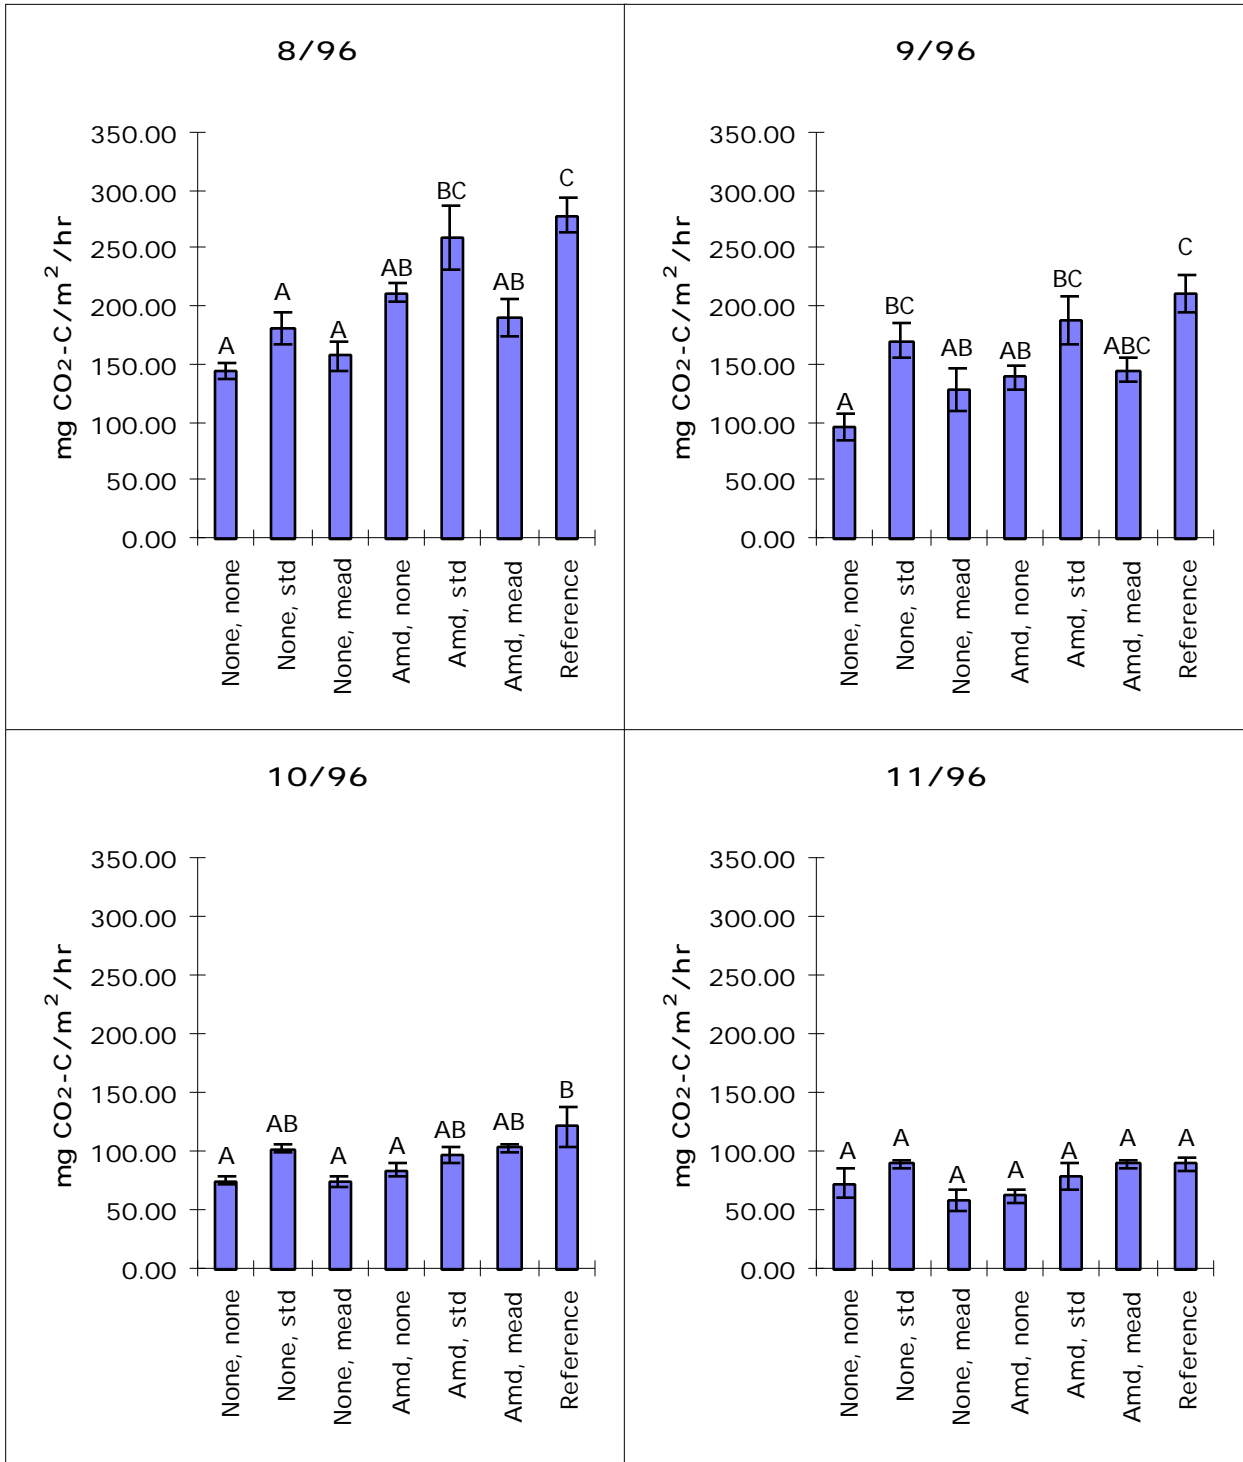 8/96
mg CO2-C/m²/hr
350.00
300.00
250.00
200.00
150.00
100.00
50.00
0.00
A
A
A
AB
BC
AB
C
None, none
None, std
None, mead
Amd, none
Amd, std
Amd, mead
Reference
9/96
mg CO2-C/m²/hr
350.00
300.00
250.00
200.00
150.00
100.00
50.00
0.00
A
BC
AB
AB
BC
ABC
C
None, none
None, std
None, mead
Amd, none
Amd, std
Amd, mead
Reference
10/96
mg CO2-C/m²/hr
350.00
300.00
250.00
200.00
150.00
100.00
50.00
0.00
A
AB
A
A
AB
AB
B
None, none
None, std
None, mead
Amd, none
Amd, std
Amd, mead
Reference
11/96
mg CO2-C/m²/hr
350.00
300.00
250.00
200.00
150.00
100.00
50.00
0.00
A
A
A
A
A
A
A
None, none
None, std
None, mead
Amd, none
Amd, std
Amd, mead
Reference